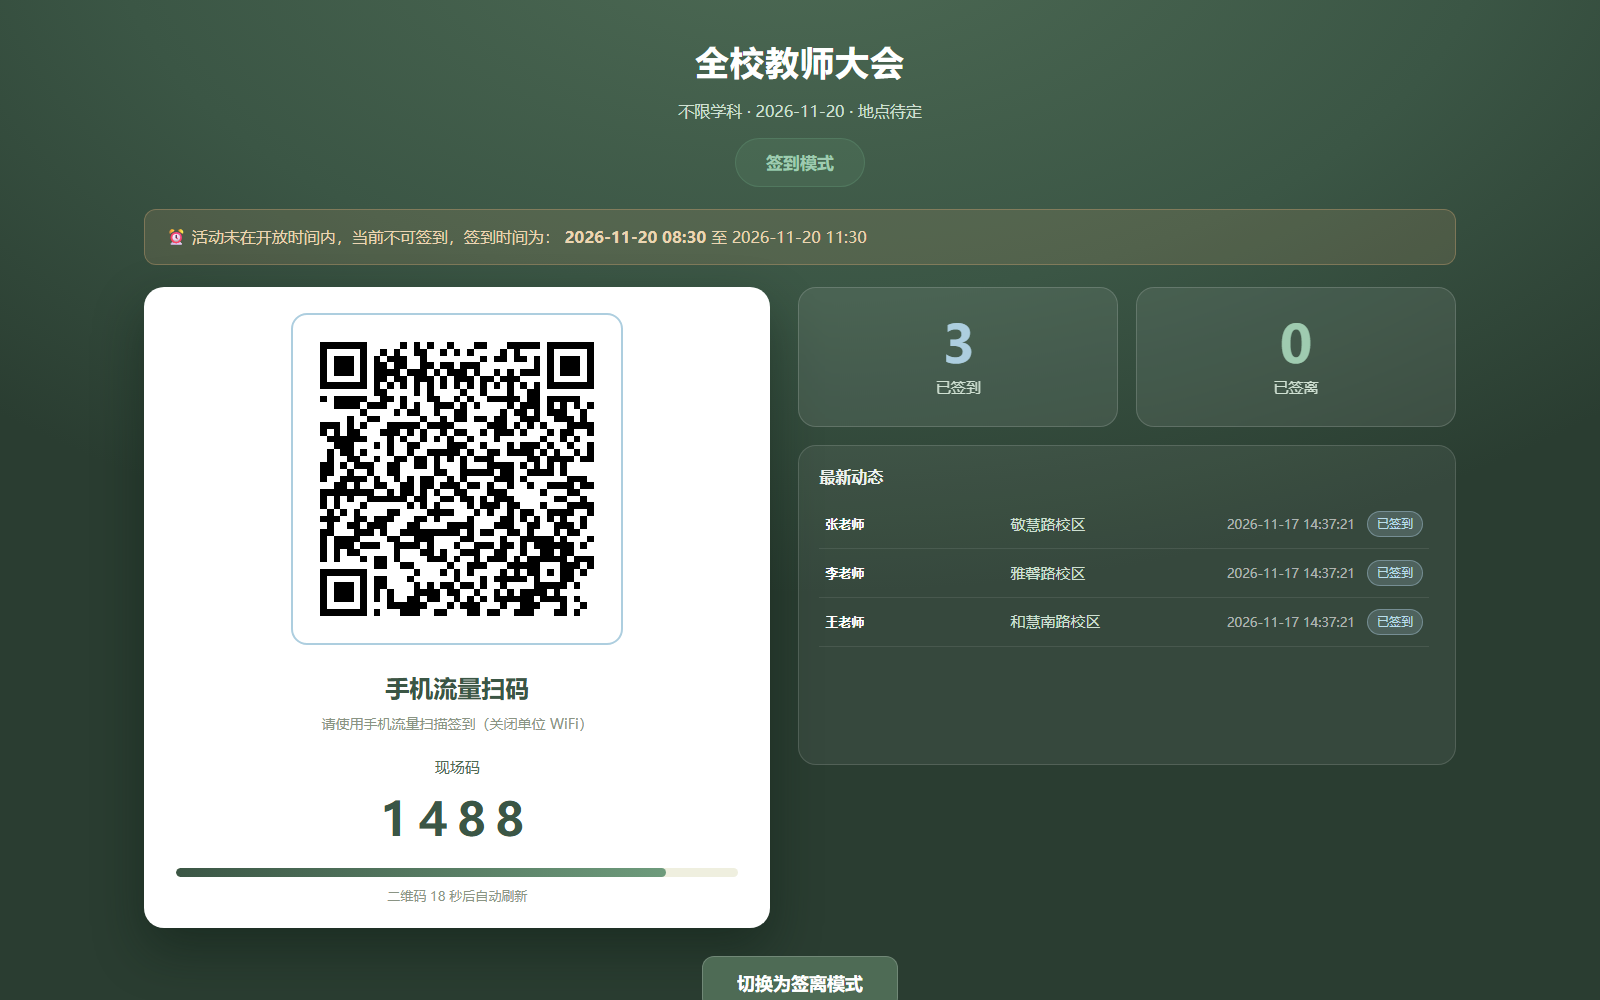 全校教师大会
不限学科 · 2026-11-20 · 地点待定
签到模式
⏰ 活动未在开放时间内，当前不可签到，签到时间为： 2026-11-20 08:30 至 2026-11-20 11:30
手机流量扫码
请使用手机流量扫描签到（关闭单位 WiFi）
现场码
1488
二维码 18 秒后自动刷新
3
已签到
0
已签离
最新动态
张老师 敬慧路校区 2026-11-17 14:37:21 已签到
李老师 雅馨路校区 2026-11-17 14:37:21 已签到
王老师 和慧南路校区 2026-11-17 14:37:21 已签到
切换为签离模式